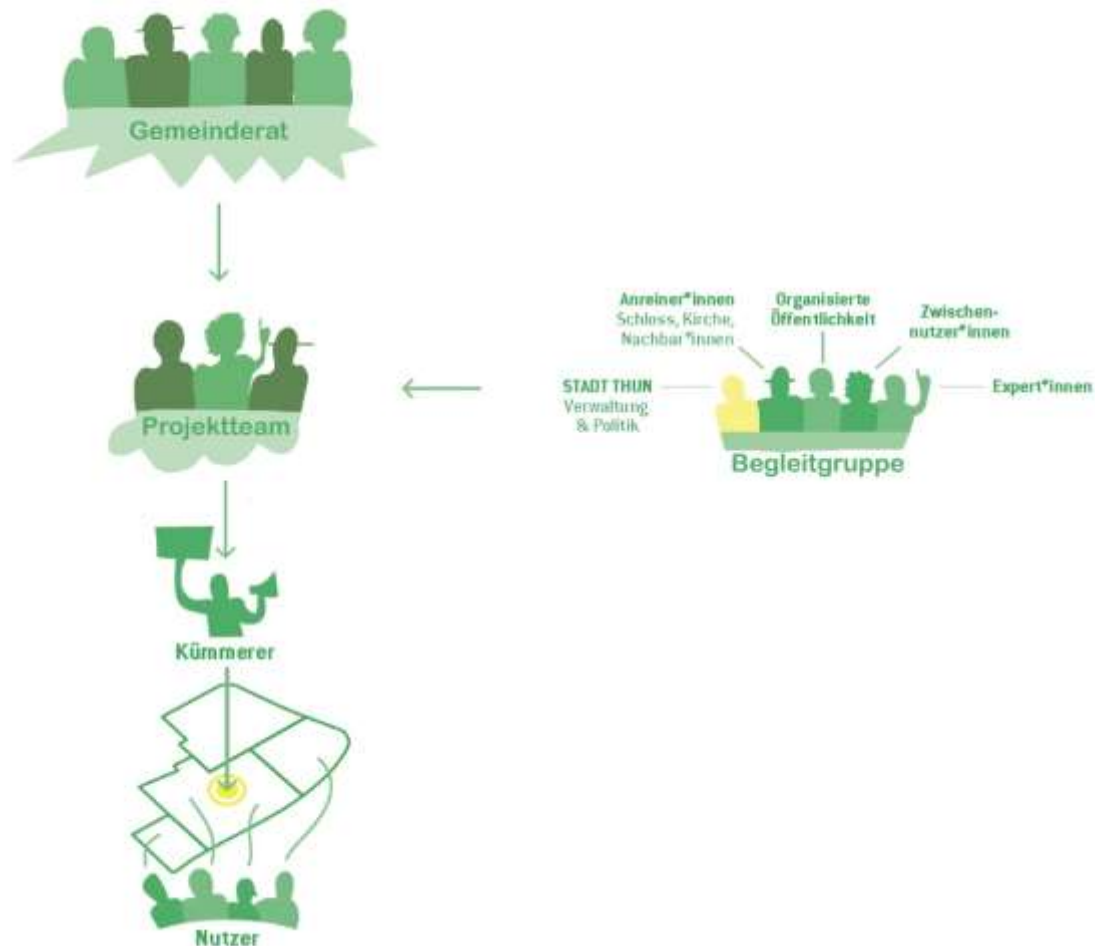 Gemeinderat
Projektteam
Anreiner*innen
Schloss, Kirche,
Nachbar*innen
Organisierte
Öffentlichkeit
Zwischen-
nutzer*innen
STADT THUN
Verwaltung
& Politik
Expert*innen
Begleitgruppe
Kümmerer
Nutzer